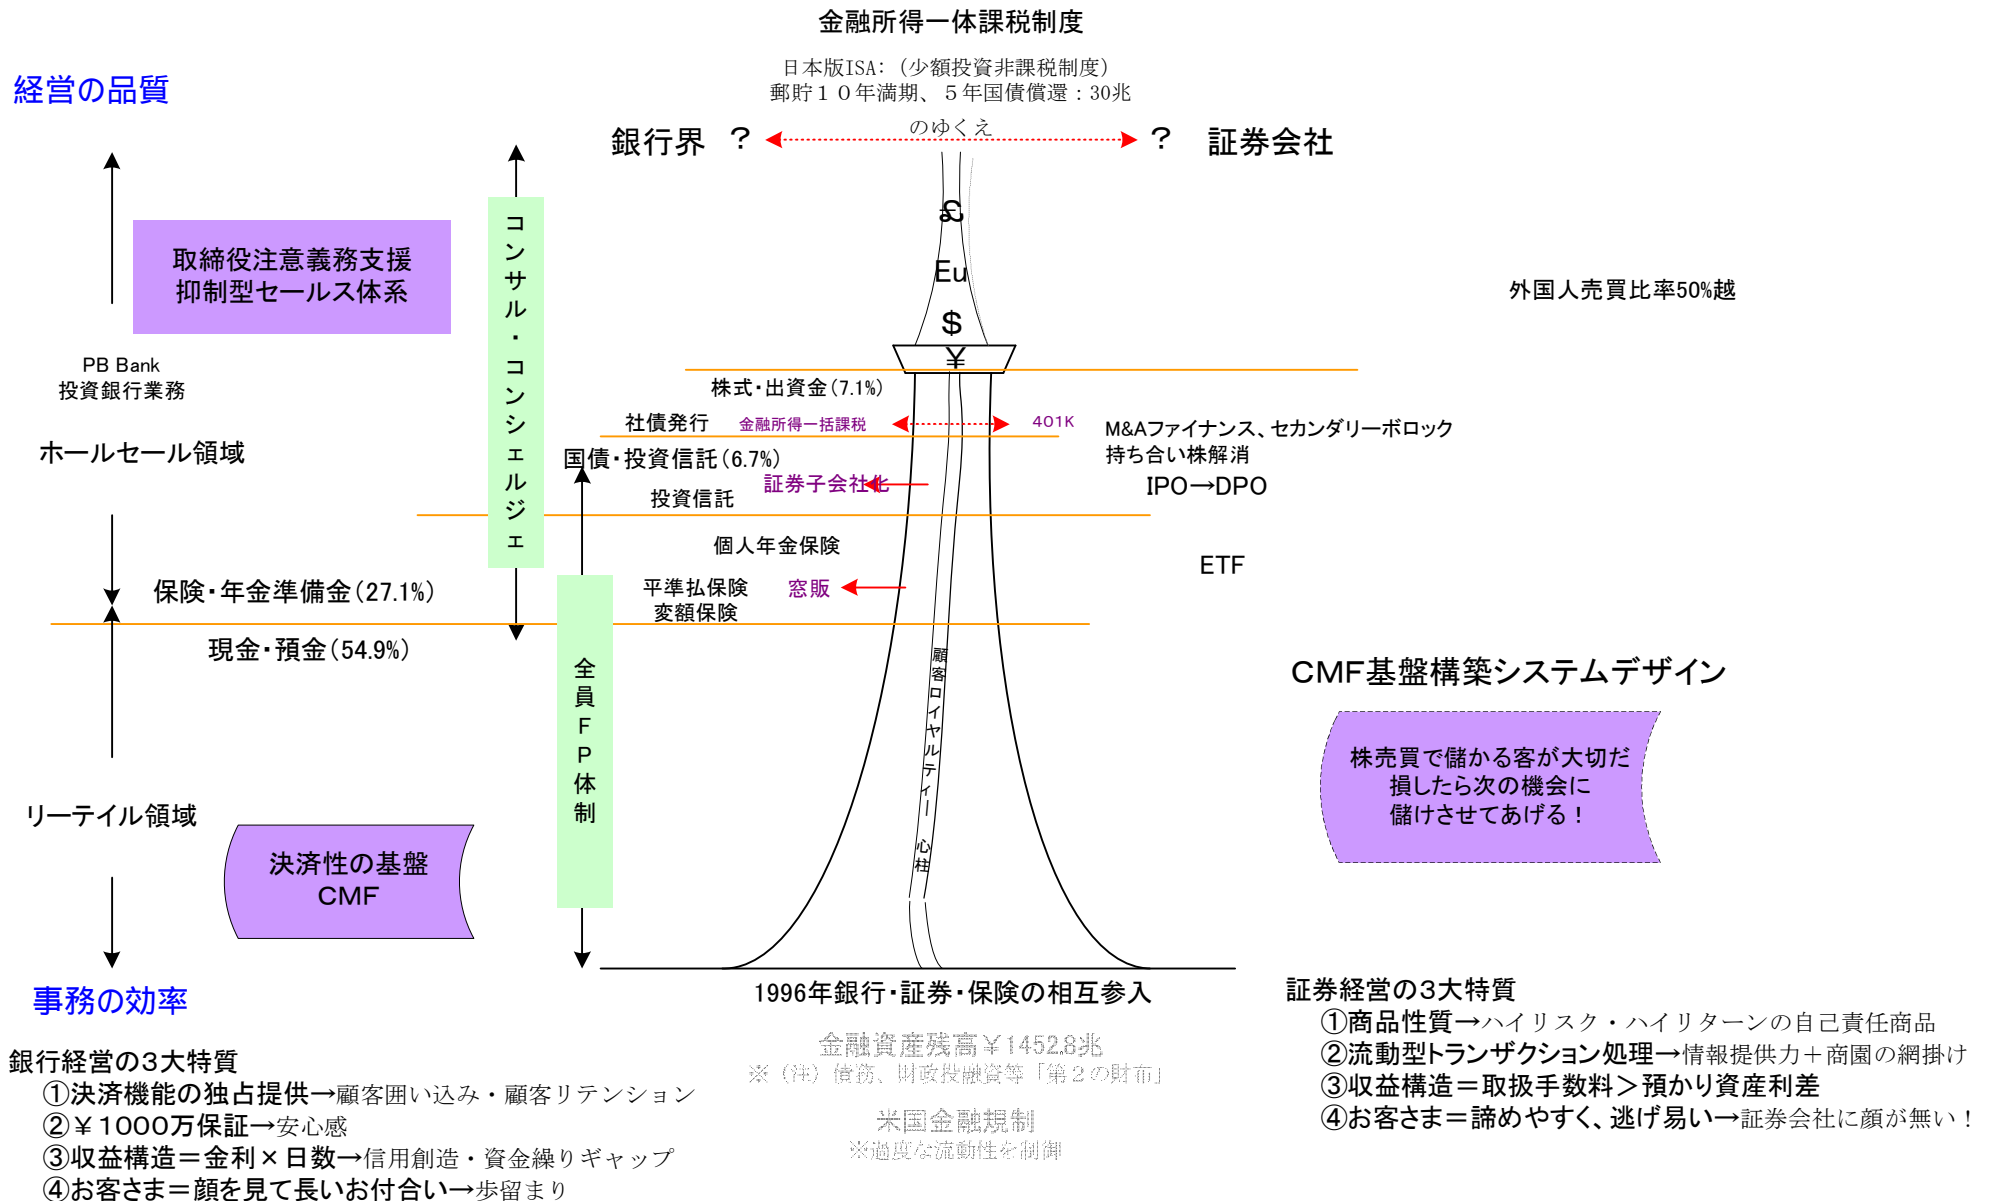 金融所得一体課税制度
日本版ISA:（少額投資非課税制度）
郵貯１０年満期、５年国債償還：30兆
のゆくえ
銀行界 ？
？ 証券会社
経営の品質
取締役注意義務支援
抑制型セールス体系
PB Bank
投資銀行業務
ホールセール領域
保険・年金準備金（27.1%）
現金・預金（54.9%）
リーテイル領域
決済性の基盤
ＣＭＦ
事務の効率
コンサル・コンシェルジェ
全員ＦＰ体制
£
Eu
$
¥
株式・出資金（7.1%）
社債発行
金融所得一括課税
401K
国債・投資信託（6.7%）
証券子会社化
投資信託
個人年金保険
平準払保険
変額保険
窓販
顧客ロイヤルティー 心柱
外国人売買比率50%越
M&Aファイナンス、セカンダリーボロック
持ち合い株解消
IPO→DPO
ETF
ＣＭＦ基盤構築システムデザイン
株売買で儲かる客が大切だ
損したら次の機会に
儲けさせてあげる！
1996年銀行・証券・保険の相互参入
金融資産残高￥1452.8兆
※（注）債務、財政投融資等「第２の財布」
米国金融規制
※過度な流動性を制御
銀行経営の３大特質
①決済機能の独占提供→顧客囲い込み・顧客リテンション
②￥１０００万保証→安心感
③収益構造＝金利×日数→信用創造・資金繰りギャップ
④お客さま＝顔を見て長いお付合い→歩留まり
証券経営の３大特質
①商品性質→ハイリスク・ハイリターンの自己責任商品
②流動型トランザクション処理→情報提供力＋商園の網掛け
③収益構造＝取扱手数料＞預かり資産利差
④お客さま＝諦めやすく、逃げ易い→証券会社に顔が無い！